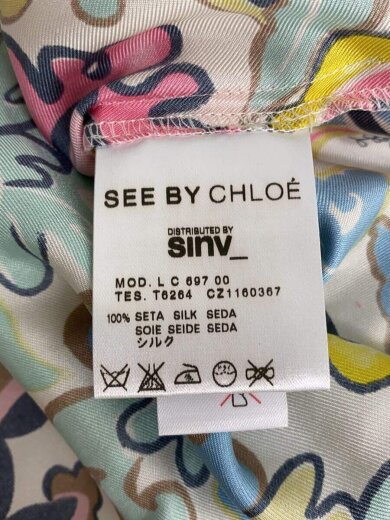 SEE BY CHLOÉ
DISTRIBUTED BY
sinv_
MOD. L C 697 00
TES. T6264 CZ1160367
100% SETA SILK SEDA
SOIE SEIDE SEDA
シルク